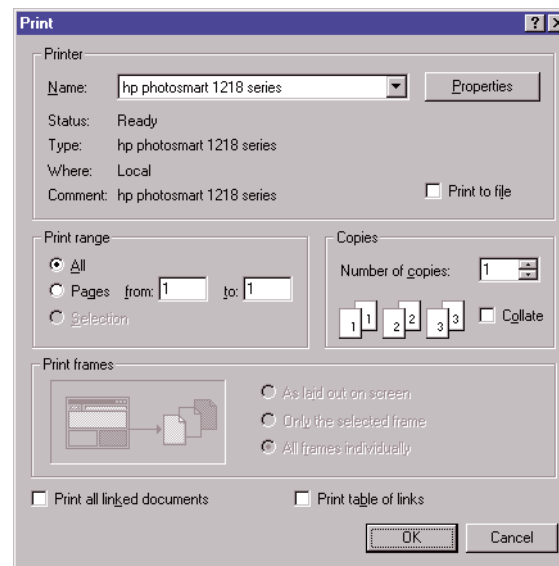 Print
Printer
Name: hp photosmart 1218 series Properties
Status: Ready
Type: hp photosmart 1218 series
Where: Local
Comment: hp photosmart 1218 series Print to file
Print range
All
Pages from: 1 to: 1
Selection
Copies
Number of copies: 1
1 1 2 2 3 3 Collate
Print frames
As laid out on screen
Only the selected frame
All frames individually
Print all linked documents Print table of links
OK Cancel